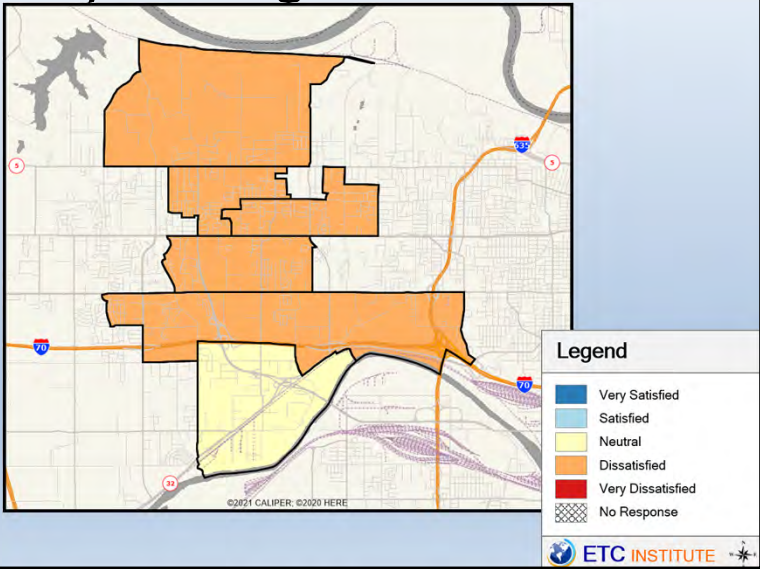 635
5
5
70
70
32
©2021 CALIPER; ©2020 HERE
Legend
Very Satisfied
Satisfied
Neutral
Dissatisfied
Very Dissatisfied
No Response
ETC INSTITUTE